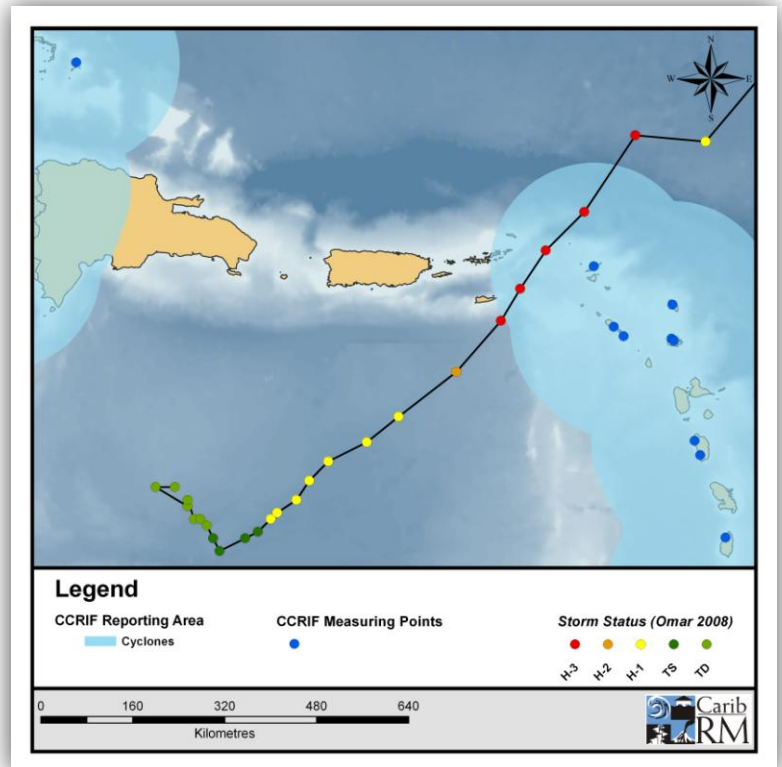 N
W E
S
Legend
CCRIF Reporting Area
Cyclones
CCRIF Measuring Points
Storm Status (Omar 2008)
H-3 H-2 H-1 TS TD
0 160 320 480 640
Kilometres
Carib
RM